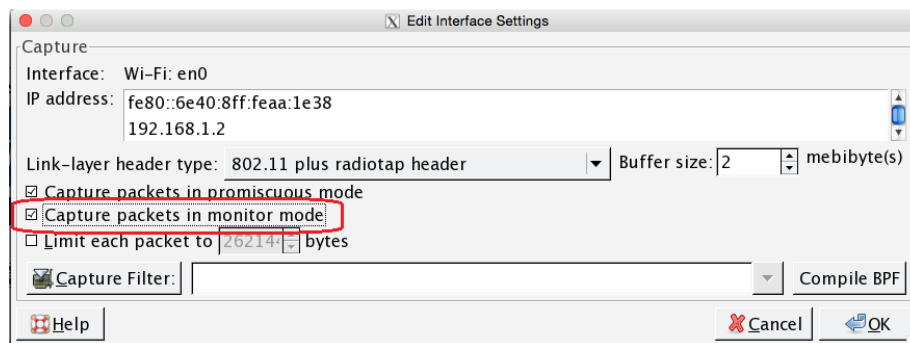 Edit Interface Settings
Capture
Interface: Wi-Fi: en0
IP address: fe80::6e40:8ff:feaa:1e38
192.168.1.2
Link-layer header type: 802.11 plus radiotap header Buffer size: 2 mebibyte(s)
Capture packets in promiscuous mode
Capture packets in monitor mode
Limit each packet to 262144 bytes
Capture Filter: Compile BPF
Help Cancel OK